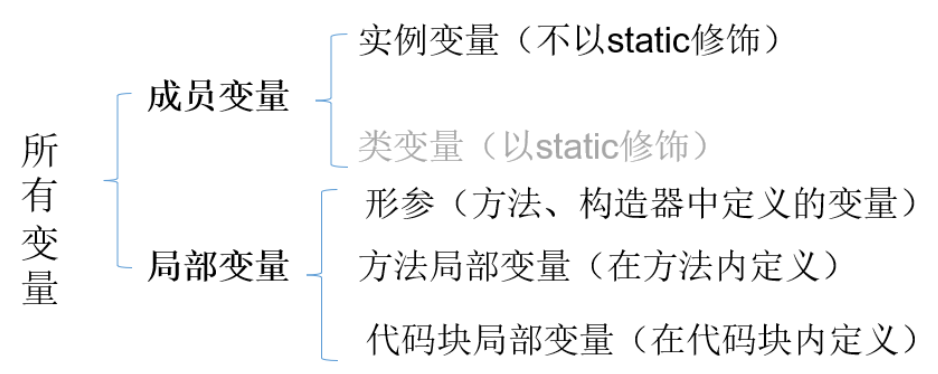 所有变量
成员变量
实例变量（不以static修饰）
类变量（以static修饰）
局部变量
形参（方法、构造器中定义的变量）
方法局部变量（在方法内定义）
代码块局部变量（在代码块内定义）